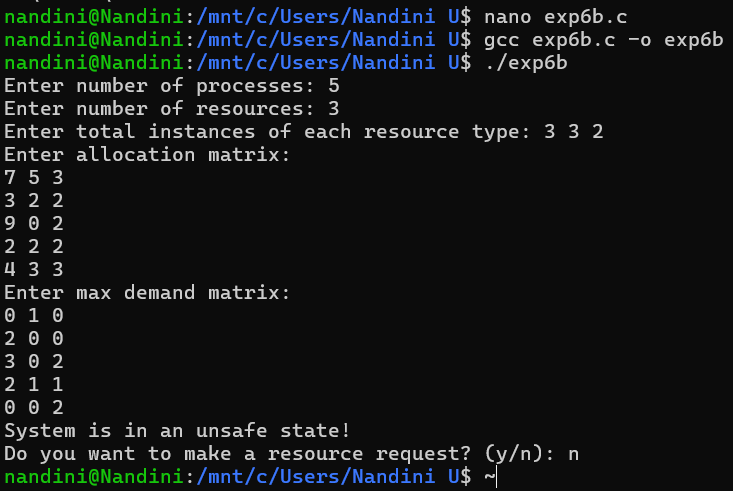 nandini@Nandini:/mnt/c/Users/Nandini U$ nano exp6b.c
nandini@Nandini:/mnt/c/Users/Nandini U$ gcc exp6b.c -o exp6b
nandini@Nandini:/mnt/c/Users/Nandini U$ ./exp6b
Enter number of processes: 5
Enter number of resources: 3
Enter total instances of each resource type: 3 3 2
Enter allocation matrix:
7 5 3
3 2 2
9 0 2
2 2 2
4 3 3
Enter max demand matrix:
0 1 0
2 0 0
3 0 2
2 1 1
0 0 2
System is in an unsafe state!
Do you want to make a resource request? (y/n): n
nandini@Nandini:/mnt/c/Users/Nandini U$ ~